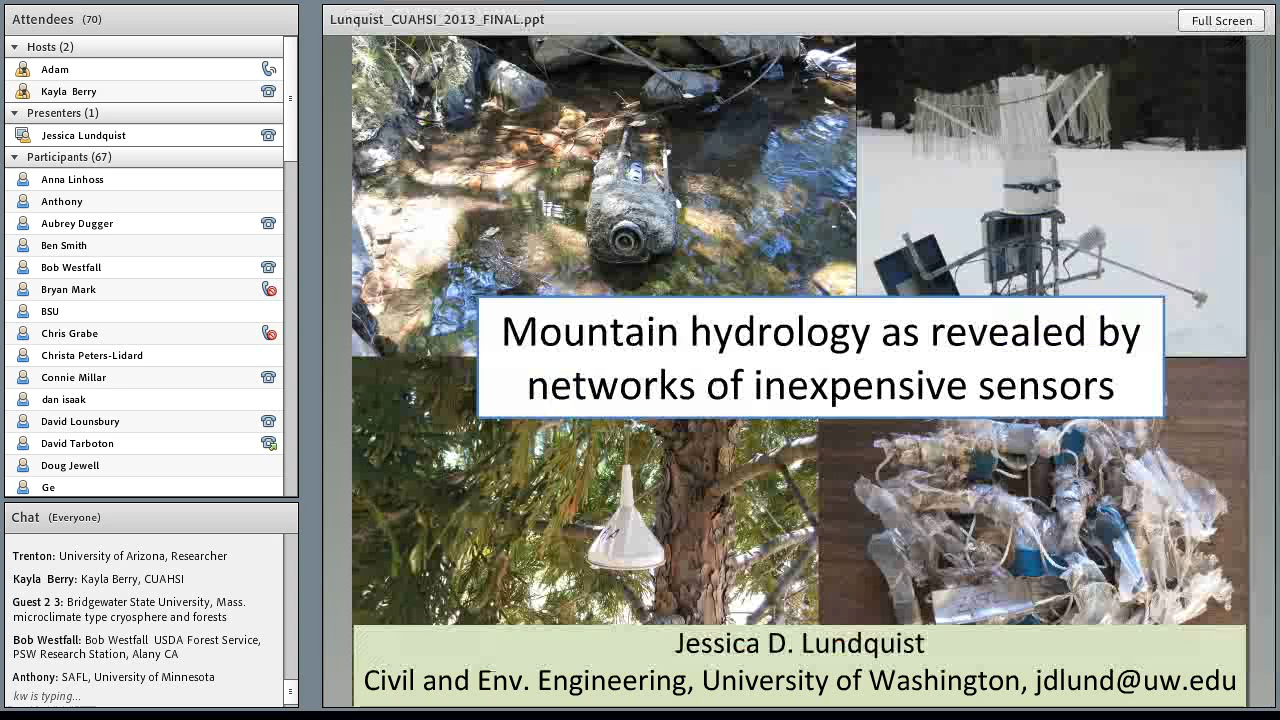 Attendees (70)
Hosts (2)
Adam
Kayla Berry
Presenters (1)
Jessica Lundquist
Participants (67)
Anna Linhoss
Anthony
Aubrey Dugger
Ben Smith
Bob Westfall
Bryan Mark
BSU
Chris Grabe
Christa Peters-Lidard
Connie Millar
dan isaak
David Lounsbury
David Tarboton
Doug Jewell
Ge
Chat (Everyone)
Trenton: University of Arizona, Researcher
Kayla Berry: Kayla Berry, CUAHSI
Guest 2 3: Bridgewater State University, Mass.
microclimate type cryosphere and forests
Bob Westfall: Bob Westfall USDA Forest Service,
PSW Research Station, Alany CA
Anthony: SAFL, University of Minnesota
kw is typing...
Lunquist_CUAHSI_2013_FINAL.ppt
Full Screen
Mountain hydrology as revealed by
networks of inexpensive sensors
Jessica D. Lundquist
Civil and Env. Engineering, University of Washington, jdlund@uw.edu